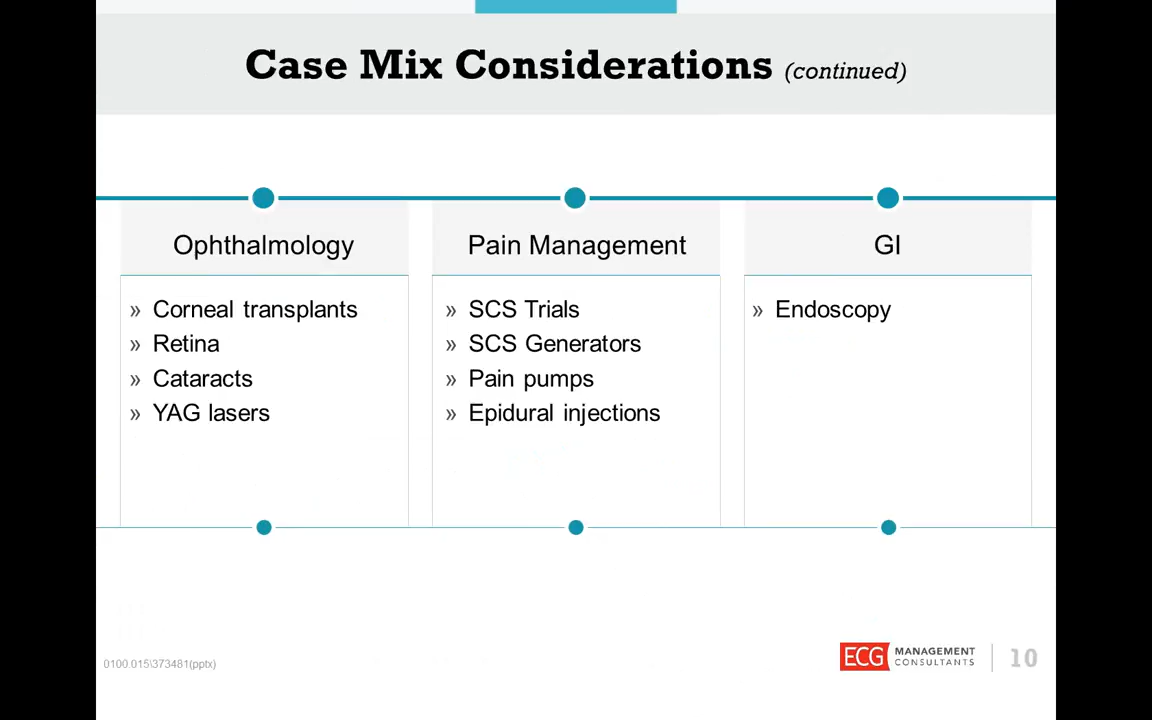 Case Mix Considerations (continued)
Ophthalmology
» Corneal transplants
» Retina
» Cataracts
» YAG lasers
Pain Management
» SCS Trials
» SCS Generators
» Pain pumps
» Epidural injections
GI
» Endoscopy
0100.015\373481(pptx)
ECG MANAGEMENT
CONSULTANTS
10